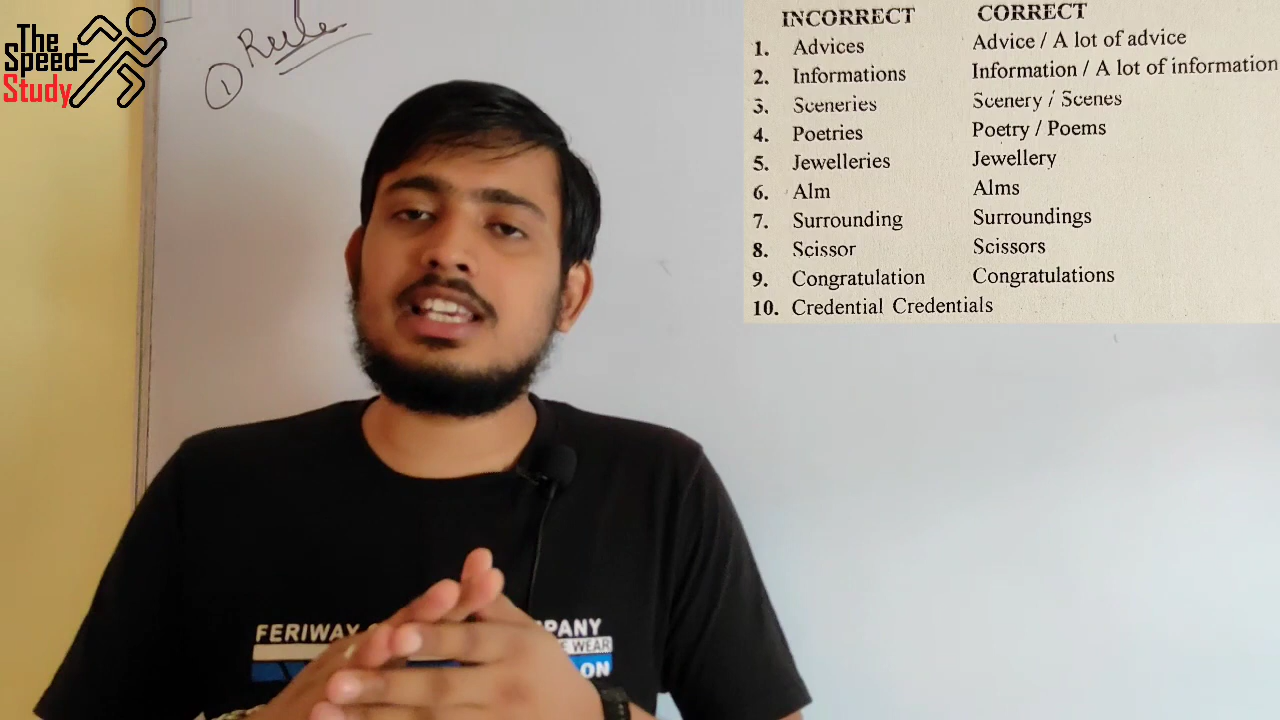 The
Speed
Study
① Rule
INCORRECT CORRECT
1. Advices Advice / A lot of advice
2. Informations Information / A lot of information
3. Sceneries Scenery / Scenes
4. Poetries Poetry / Poems
5. Jewelleries Jewellery
6. Alm Alms
7. Surrounding Surroundings
8. Scissor Scissors
9. Congratulation Congratulations
10. Credential Credentials
FERIWAY
WEAR
ON